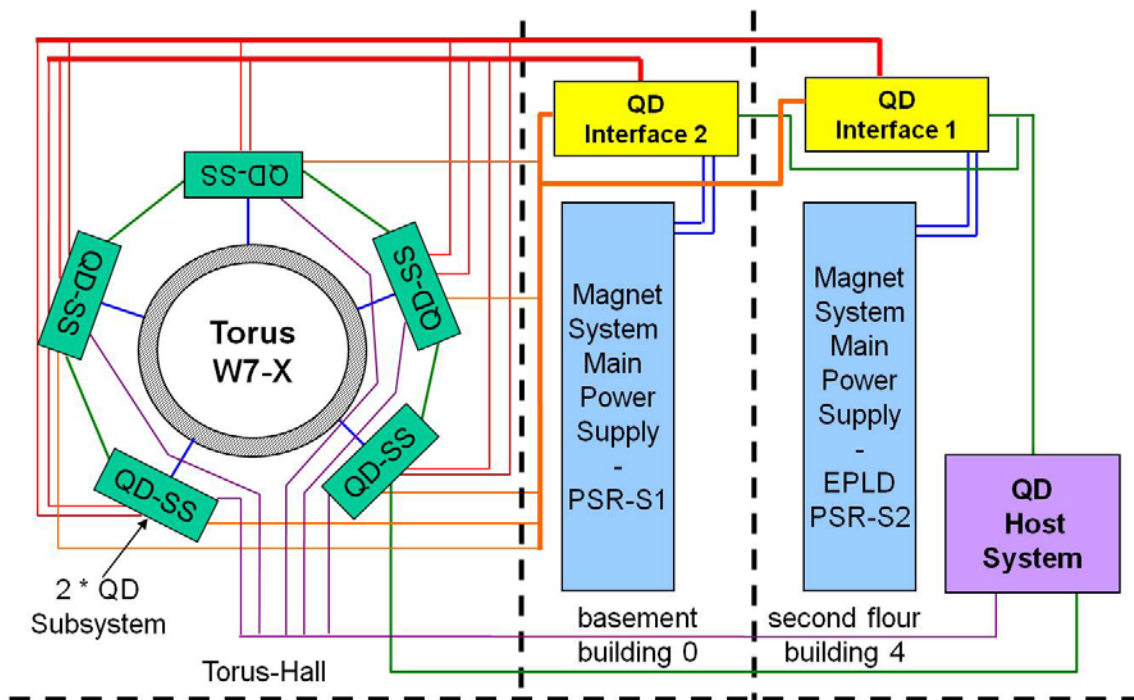 QD
Interface 2
QD
Interface 1
QD-SS
QD-SS
QD-SS
Torus
W7-X
QD-SS
QD-SS
2 * QD
Subsystem
Torus-Hall
Magnet
System
Main
Power
Supply
-
PSR-S1
Magnet
System
Main
Power
Supply
-
EPLD
PSR-S2
QD
Host
System
basement
building 0
second flour
building 4